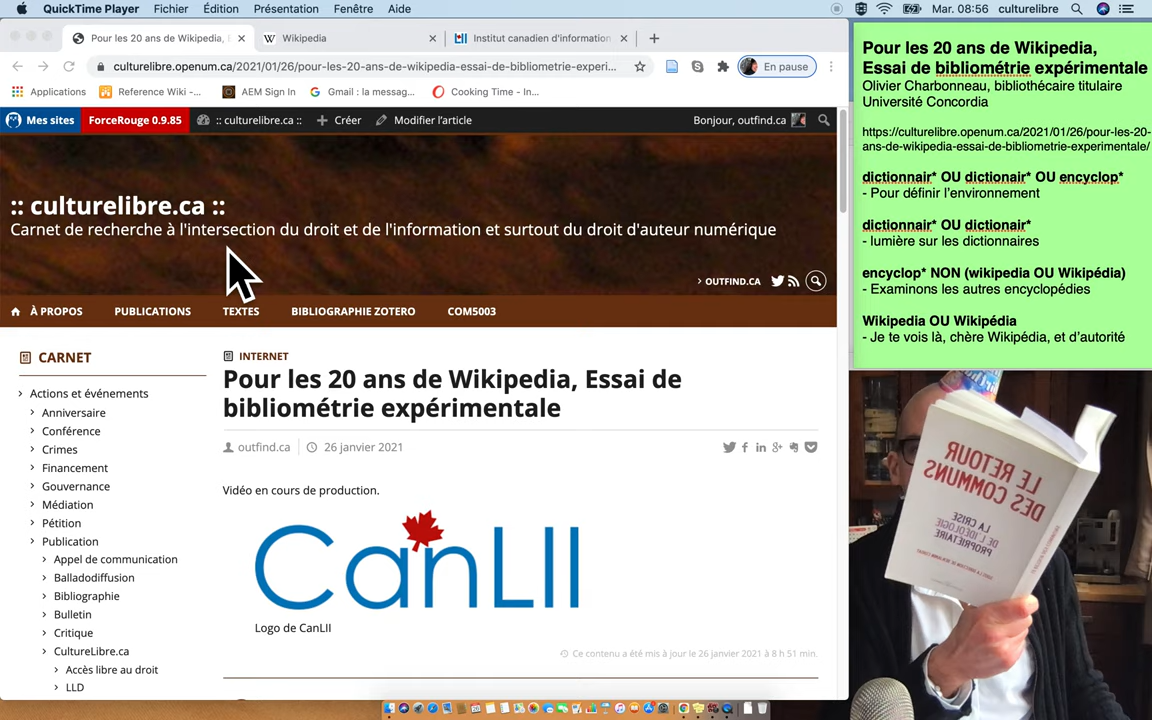 QuickTime Player Fichier Édition Présentation Fenêtre Aide
Mar. 08:56 culturelibre
Pour les 20 ans de Wikipedia, E
Wikipedia
Institut canadien d'information
culturelibre.openum.ca/2021/01/26/pour-les-20-ans-de-wikipedia-essai-de-bibliometrie-experi...
En pause
Applications Reference Wiki -... AEM Sign In Gmail : la messag... Cooking Time - In...
Mes sites ForceRouge 0.9.85 :: culturelibre.ca :: Créer Modifier l'article Bonjour, outfind.ca
:: culturelibre.ca ::
Carnet de recherche à l'intersection du droit et de l'information et surtout du droit d'auteur numérique
OUTFIND.CA
À PROPOS PUBLICATIONS TEXTES BIBLIOGRAPHIE ZOTERO COM5003
CARNET
Actions et événements
Anniversaire
Conférence
Crimes
Financement
Gouvernance
Médiation
Pétition
Publication
Appel de communication
Balladodiffusion
Bibliographie
Bulletin
Critique
CultureLibre.ca
Accès libre au droit
LLD
INTERNET
Pour les 20 ans de Wikipedia, Essai de
bibliométrie expérimentale
outfind.ca 26 janvier 2021
Vidéo en cours de production.
CanLII
Logo de CanLII
Ce contenu a été mis à jour le 26 janvier 2021 à 8 h 51 min.
Pour les 20 ans de Wikipedia,
Essai de bibliométrie expérimentale
Olivier Charbonneau, bibliothécaire titulaire
Université Concordia
https://culturelibre.openum.ca/2021/01/26/pour-les-20-
ans-de-wikipedia-essai-de-bibliometrie-experimentale/
dictionnair* OU dictionair* OU encyclop*
- Pour définir l'environnement
dictionnair* OU dictionair*
- lumière sur les dictionnaires
encyclop* NON (wikipedia OU Wikipédia)
- Examinons les autres encyclopédies
Wikipedia OU Wikipédia
- Je te vois là, chère Wikipédia, et d'autorité
LE RETOUR
DES COMMUNS
LA CRISE
DE L'IDÉOLOGIE
PROPRIÉTAIRE